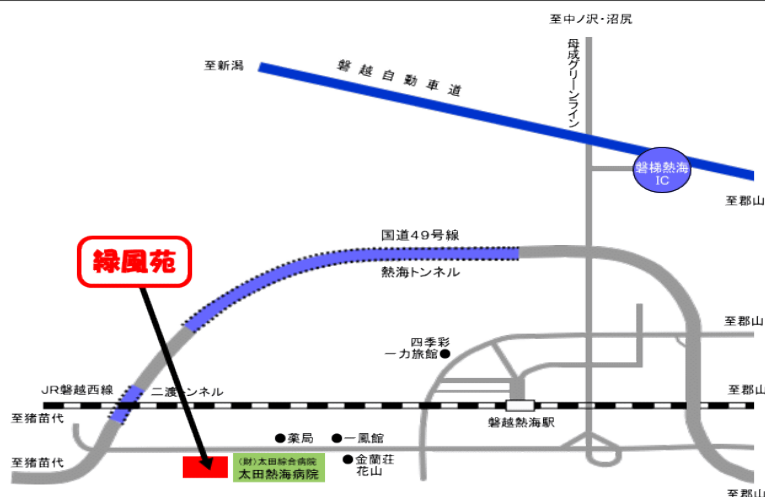 至中ノ沢・沼尻
母成グリーンライン
至新潟
磐越自動車道
磐梯熱海
IC
至郡山
国道49号線
緑風苑
熱海トンネル
至郡山
四季彩
一力旅館
JR磐越西線
二渡トンネル
至郡山
至猪苗代
磐越熱海駅
薬局
一風館
至猪苗代
(財)太田綜合病院
太田熱海病院
金蘭荘
花山
至郡山